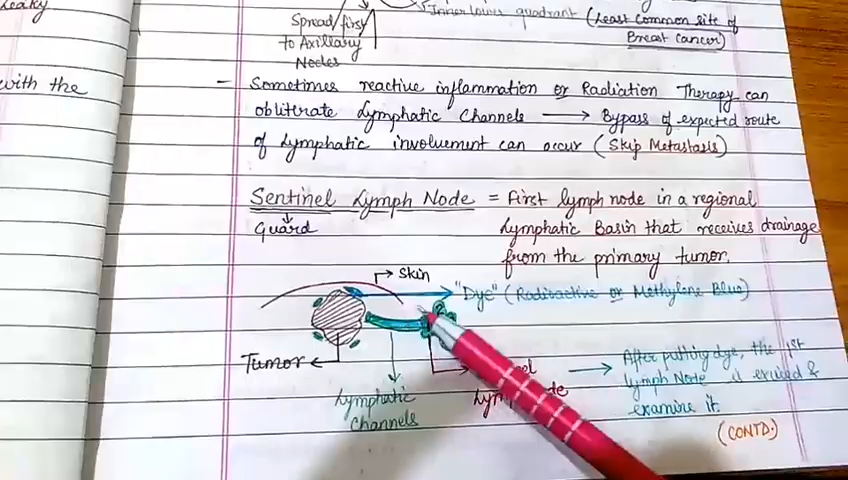 Leaky
with the
Inner lower quadrant (Least Common site of
Breast Cancer)
Spread first
to Axillary
Nodes
- Sometimes reactive inflammation or Radiation Therapy can
obliterate Lymphatic Channels → Bypass of expected route
of Lymphatic involvement can occur (Skip Metastasis)
Sentinel Lymph Node = First lymph node in a regional
Guard
Lymphatic Basin that receives drainage
from the primary tumor.
Skin
"Dye" (Radioactive or Methylene Blue)
Tumor
Lymphatic
Channels
→ After putting dye, the 1st
lymph Node is excised &
examine it.
(CONTD.)